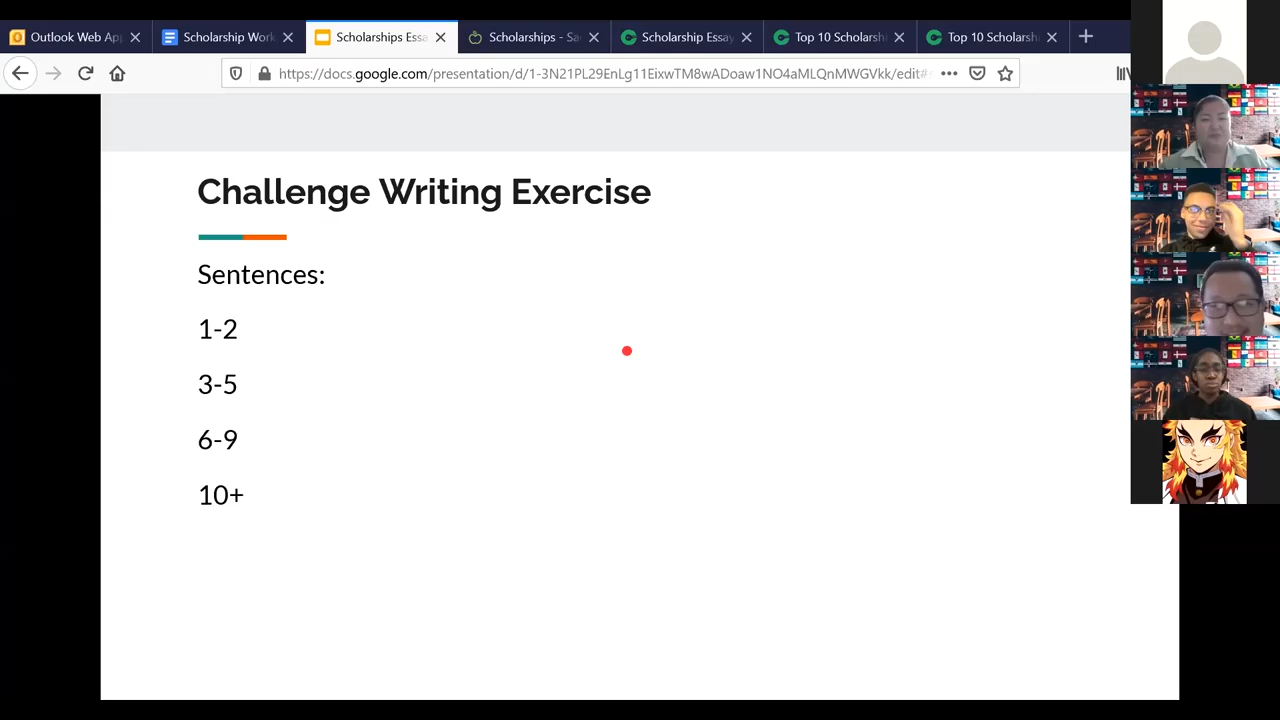 Outlook Web Ap
Scholarship Work
Scholarships Essa
Scholarships - Sa
Scholarship Essay
Top 10 Scholarsh
Top 10 Scholarsh
https://docs.google.com/presentation/d/1-3N21PL29EnLg11EixwTM8wADoaw1NO4aMLQnMWGVkk/edit#
Challenge Writing Exercise
Sentences:
1-2
3-5
6-9
10+